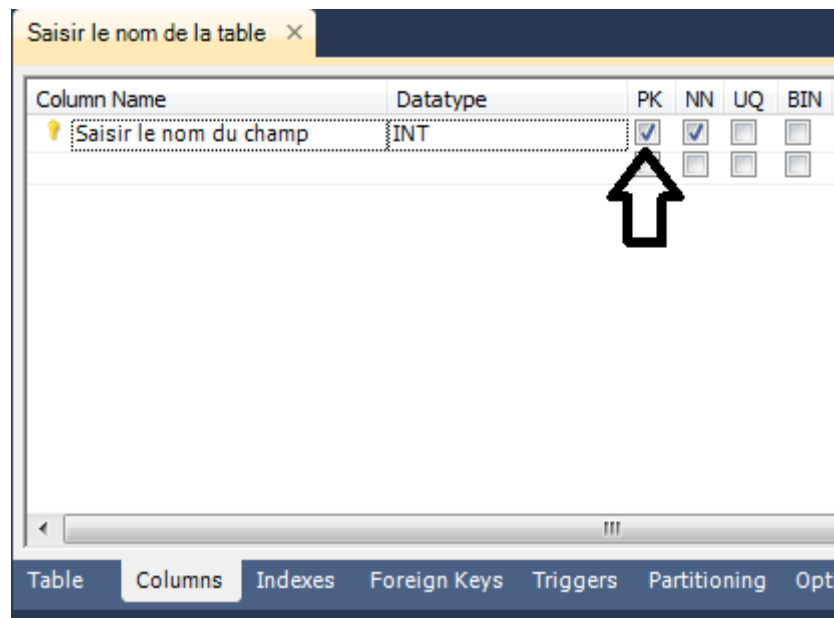 Saisir le nom de la table ×
Column Name Datatype PK NN UQ BIN
Saisir le nom du champ INT
Table Columns Indexes Foreign Keys Triggers Partitioning Opt